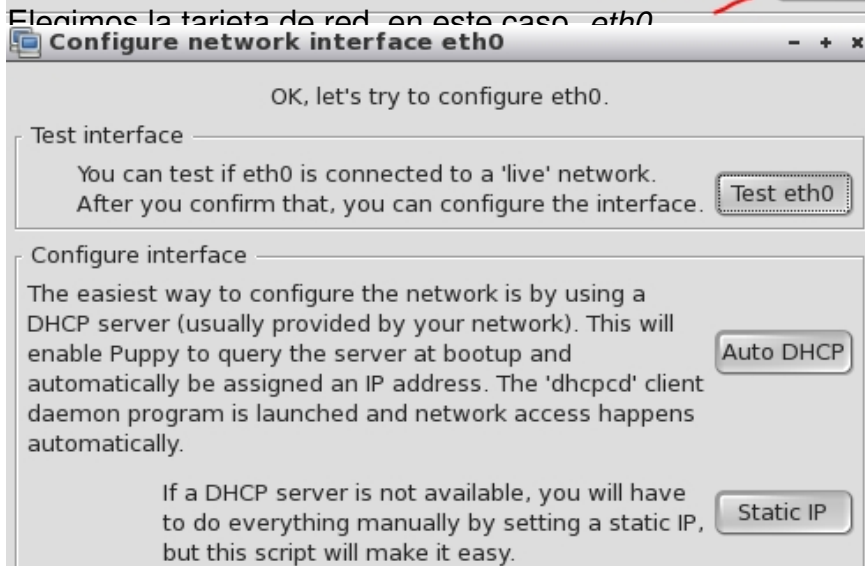 Elegimos la tarjeta de red, en este caso, eth0
Configure network interface eth0
OK, let's try to configure eth0.
Test interface
You can test if eth0 is connected to a 'live' network.
After you confirm that, you can configure the interface.
Test eth0
Configure interface
The easiest way to configure the network is by using a
DHCP server (usually provided by your network). This will
enable Puppy to query the server at bootup and
automatically be assigned an IP address. The 'dhcpcd' client
daemon program is launched and network access happens
automatically.
Auto DHCP
If a DHCP server is not available, you will have
to do everything manually by setting a static IP,
but this script will make it easy.
Static IP